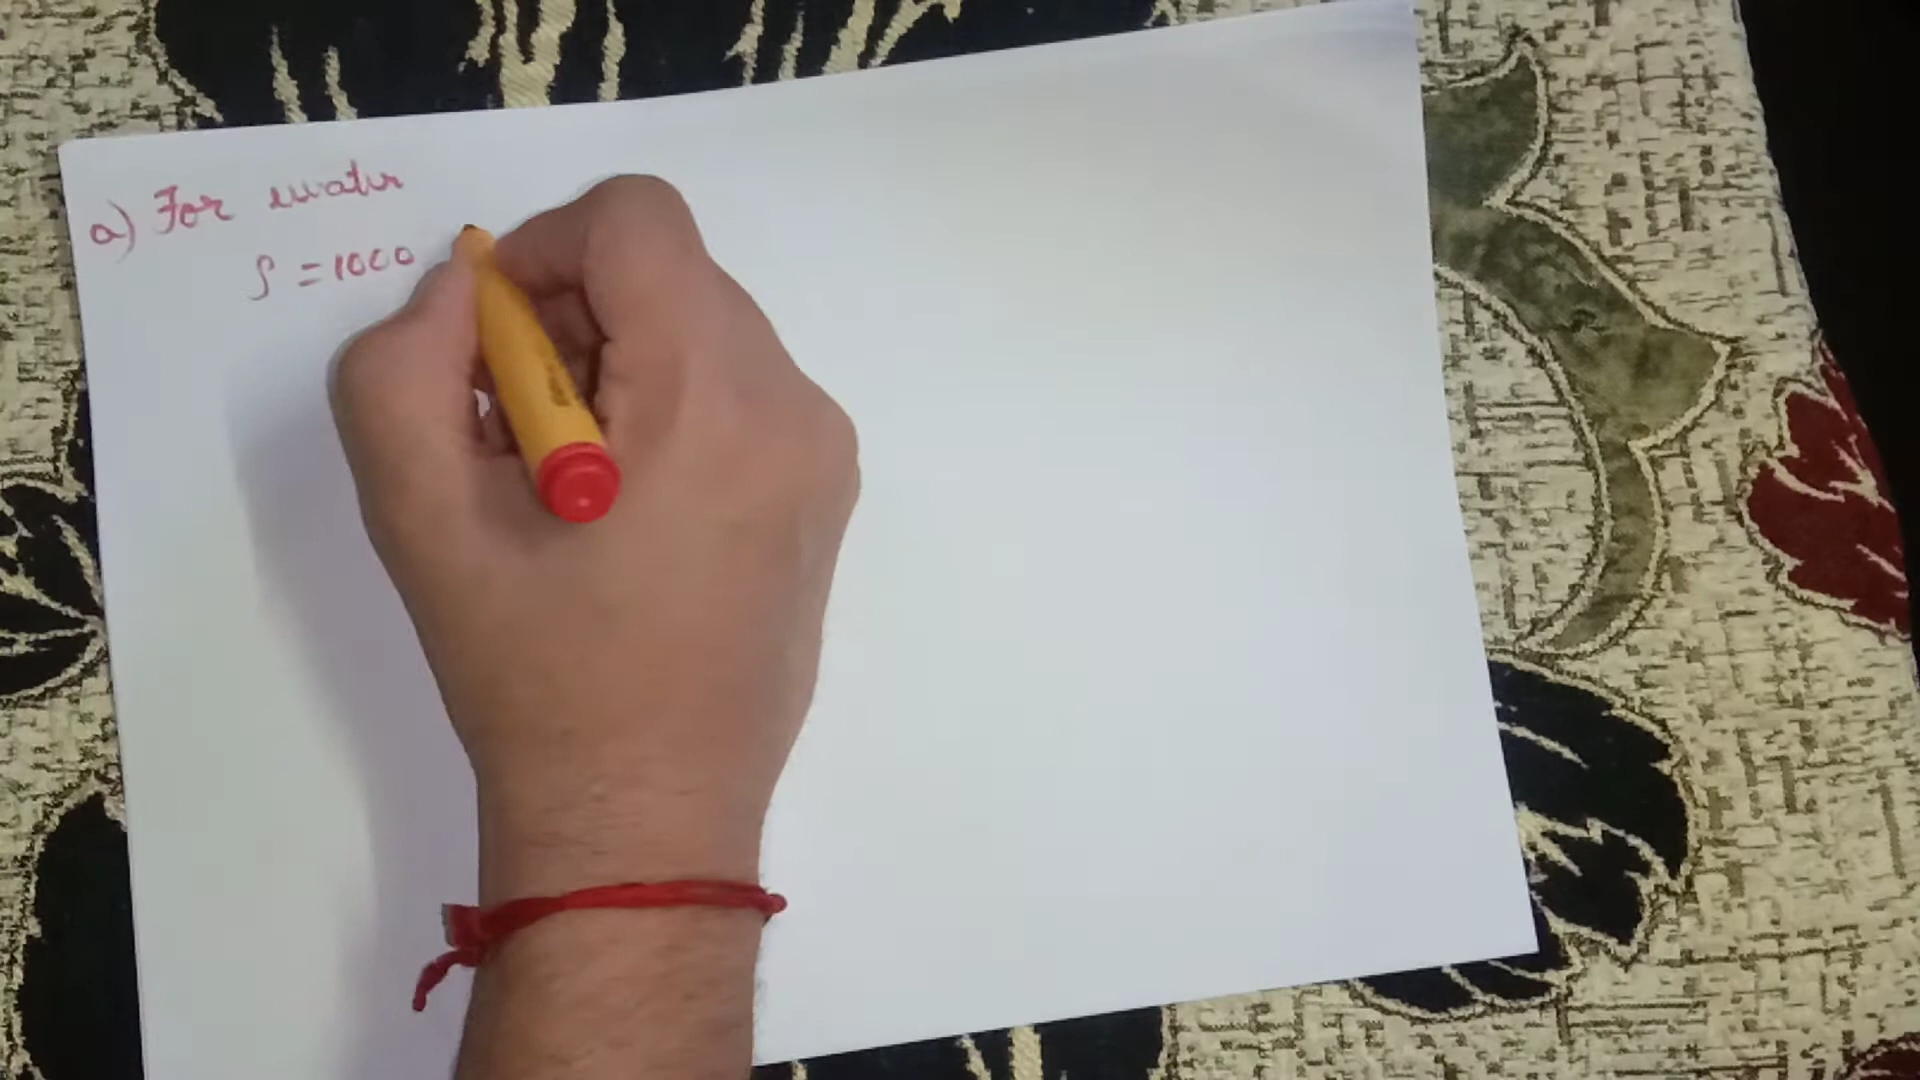 a) For water
ρ = 1000